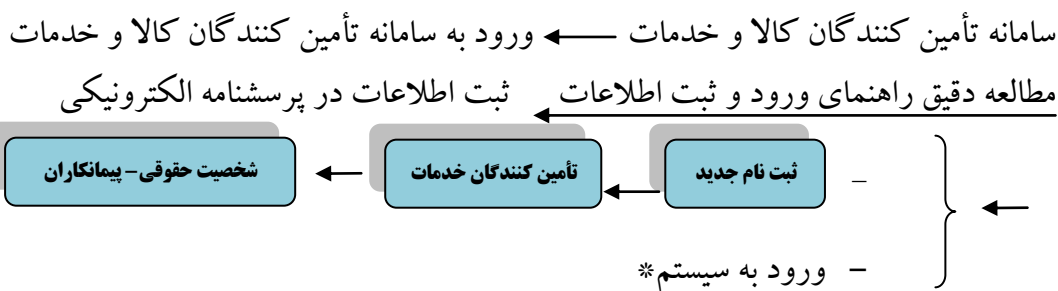 سامانه تأمین کنندگان کالا و خدمات ← ورود به سامانه تأمین کنندگان کالا و خدمات
مطالعه دقیق راهنمای ورود و ثبت اطلاعات ← ثبت اطلاعات در پرسشنامه الکترونیکی
← { – ثبت نام جدید ← تأمین کنندگان خدمات ← شخصیت حقوقی- پیمانکاران
– ورود به سیستم*